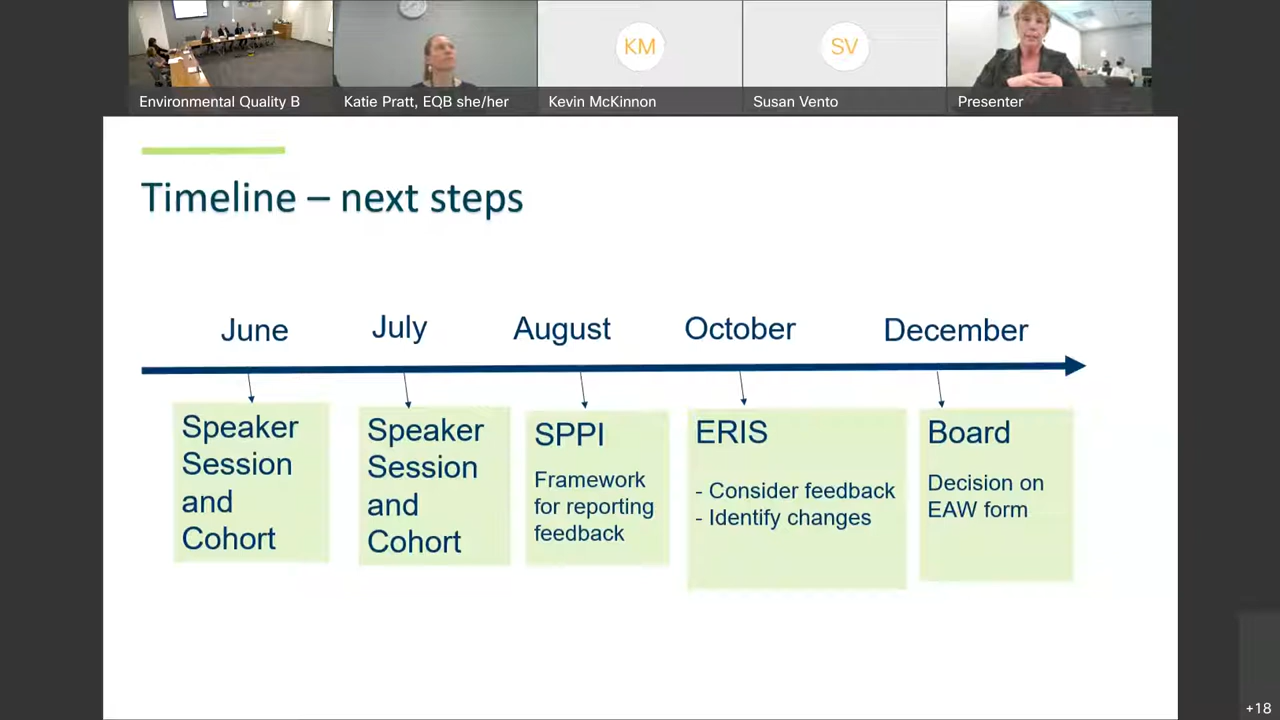 KM
SV
Environmental Quality B
Katie Pratt, EQB she/her
Kevin McKinnon
Susan Vento
Presenter
Timeline – next steps
June
July
August
October
December
Speaker
Session
and
Cohort
Speaker
Session
and
Cohort
SPPI
Framework
for reporting
feedback
ERIS
- Consider feedback
- Identify changes
Board
Decision on
EAW form
+18